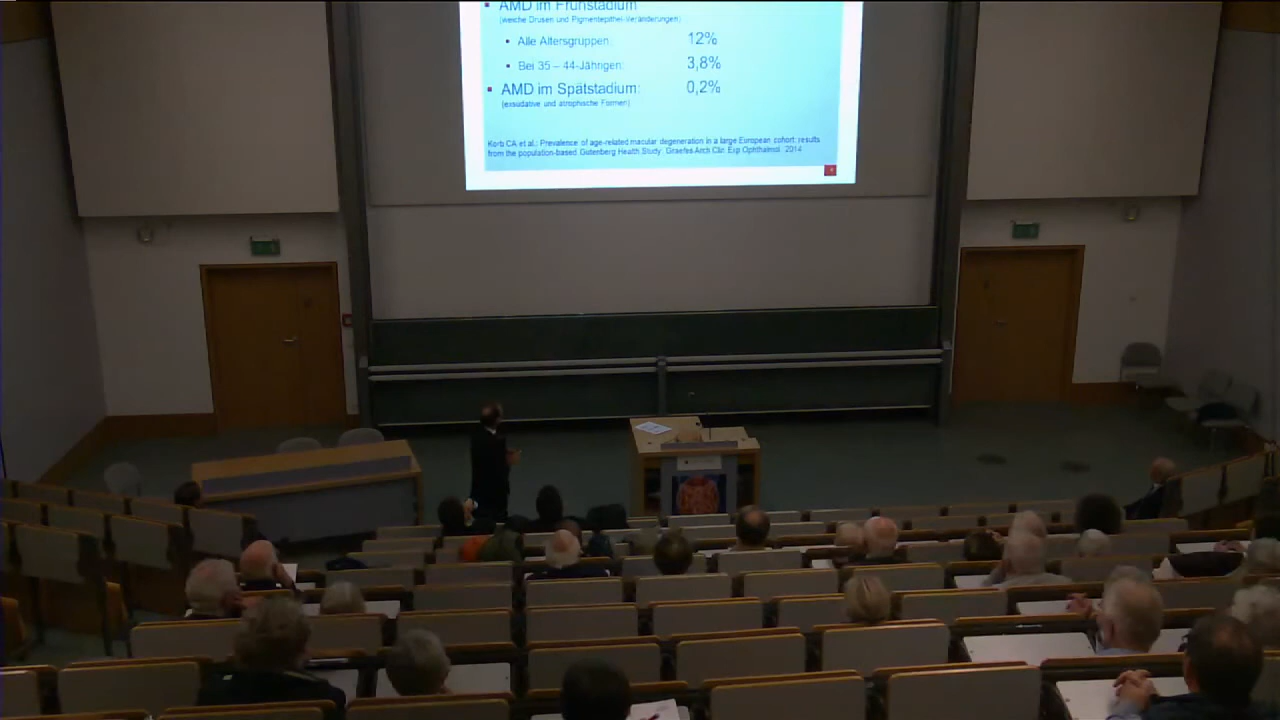 AMD im Frühstadium
(weiche Drusen und Pigmentepithel-Veränderungen)
Alle Altersgruppen: 12%
Bei 35 – 44-Jährigen: 3,8%
AMD im Spätstadium: 0,2%
(exsudative und atrophische Formen)
Korb CA et al.: Prevalence of age-related macular degeneration in a large European cohort: results
from the population-based Gutenberg Health Study. Graefes Arch Clin Exp Ophthalmol. 2014